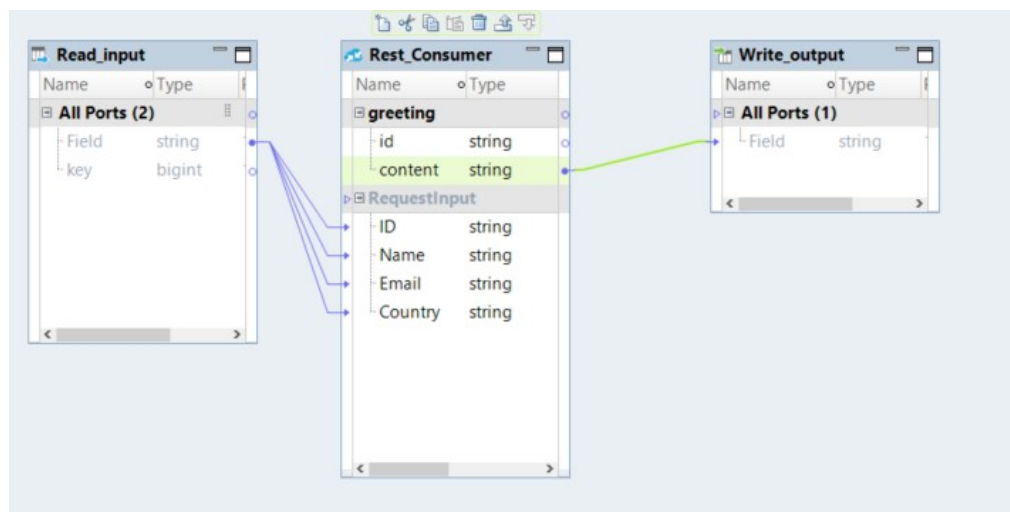 Read_input
Name Type
All Ports (2)
Field string
key bigint
Rest_Consumer
Name Type
greeting
id string
content string
RequestInput
ID string
Name string
Email string
Country string
Write_output
Name Type
All Ports (1)
Field string